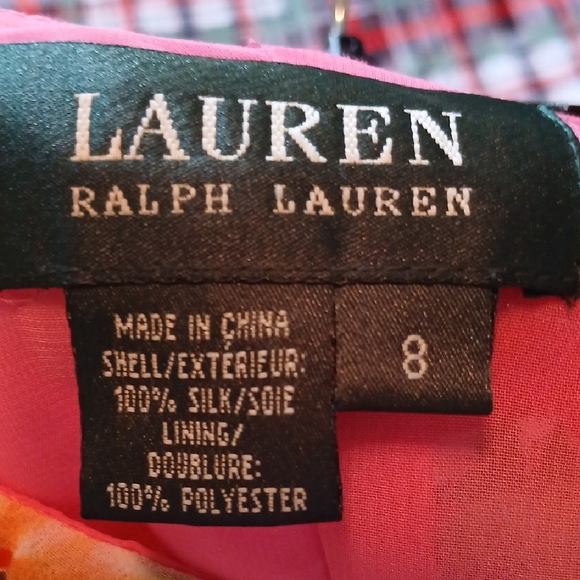 LAUREN
RALPH LAUREN
MADE IN CHINA
SHELL/EXTÉRIEUR:
100% SILK/SOIE
LINING/
DOUBLURE:
100% POLYESTER
8